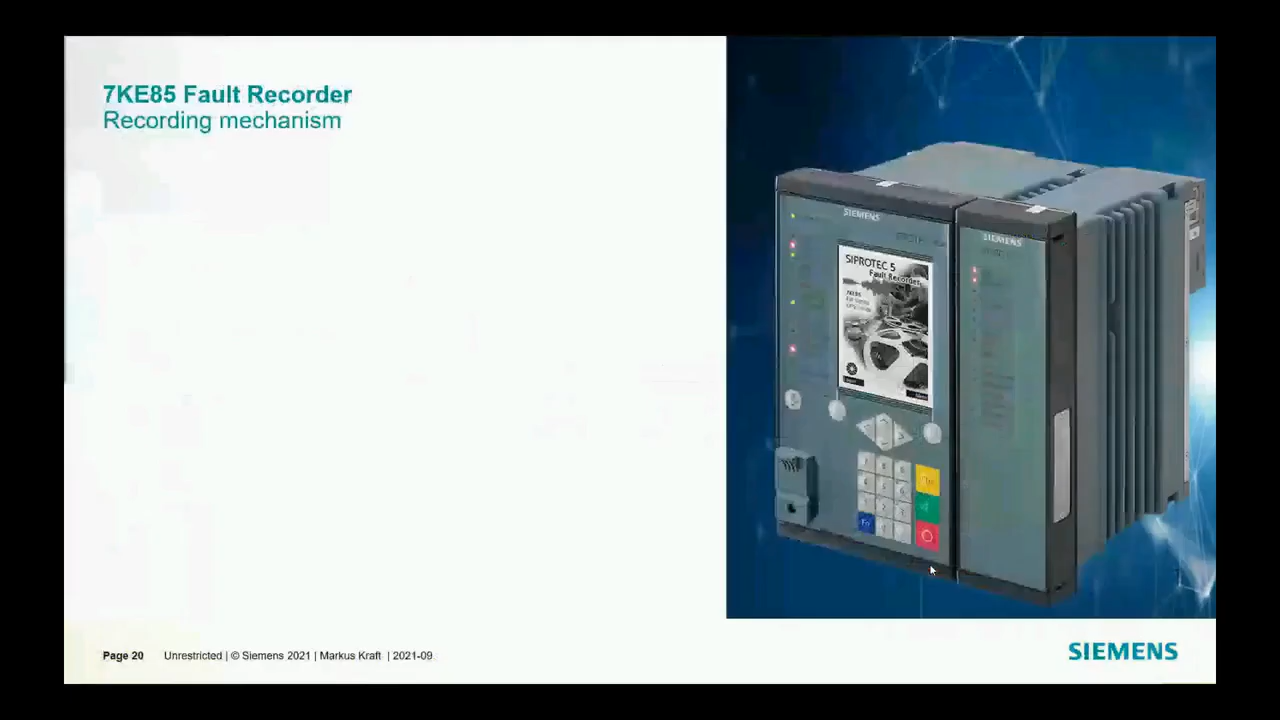 7KE85 Fault Recorder
Recording mechanism
SIEMENS
SIEMENS
SIPROTEC 5
Fault Recorder
Page 20 Unrestricted | © Siemens 2021 | Markus Kraft | 2021-09
SIEMENS